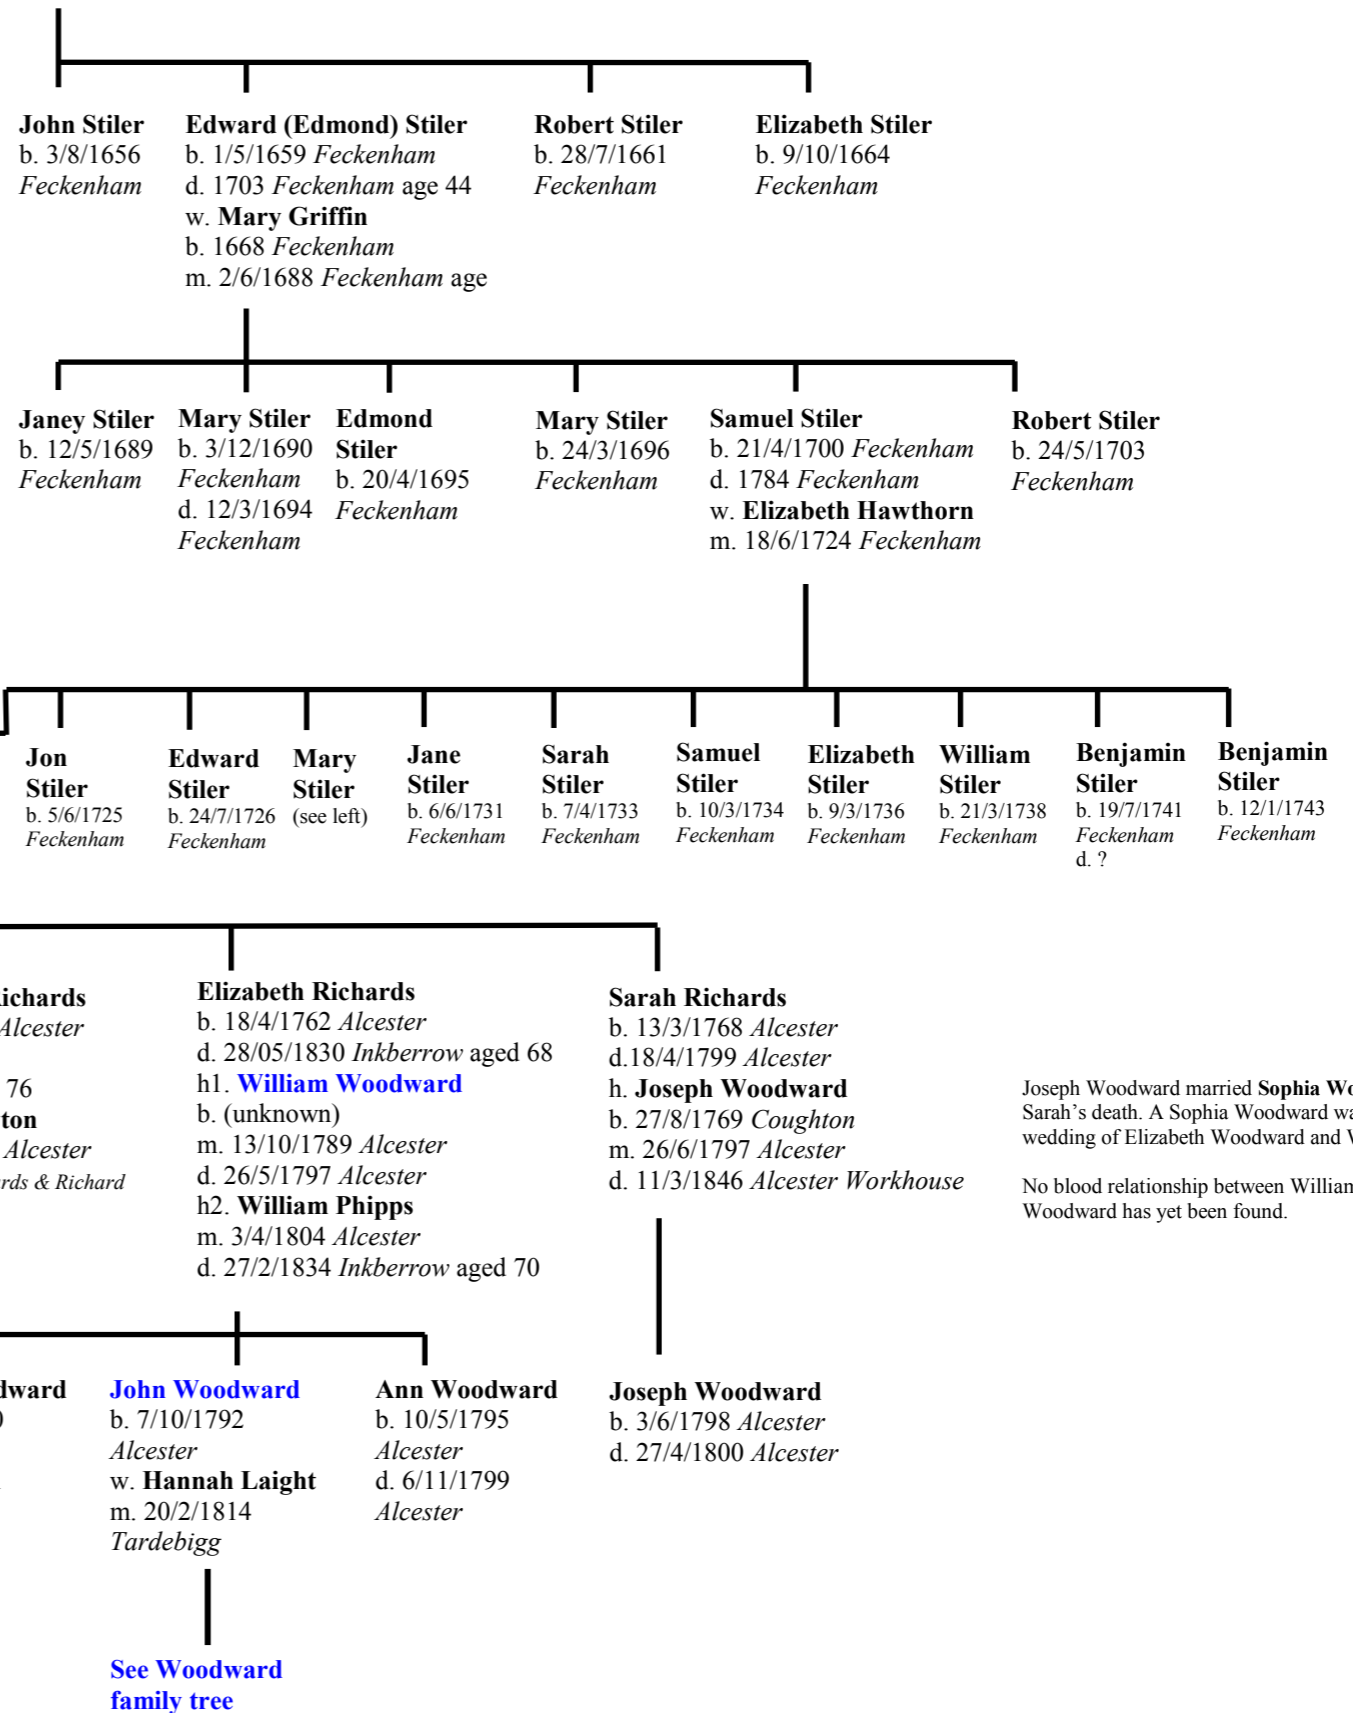 John Stiler
b. 3/8/1656
Feckenham
Edward (Edmond) Stiler
b. 1/5/1659 Feckenham
d. 1703 Feckenham age 44
w. Mary Griffin
b. 1668 Feckenham
m. 2/6/1688 Feckenham age
Robert Stiler
b. 28/7/1661
Feckenham
Elizabeth Stiler
b. 9/10/1664
Feckenham
Janey Stiler
b. 12/5/1689
Feckenham
Mary Stiler
b. 3/12/1690
Feckenham
d. 12/3/1694
Feckenham
Edmond
Stiler
b. 20/4/1695
Feckenham
Mary Stiler
b. 24/3/1696
Feckenham
Samuel Stiler
b. 21/4/1700 Feckenham
d. 1784 Feckenham
w. Elizabeth Hawthorn
m. 18/6/1724 Feckenham
Robert Stiler
b. 24/5/1703
Feckenham
Jon
Stiler
b. 5/6/1725
Feckenham
Edward
Stiler
b. 24/7/1726
Feckenham
Mary
Stiler
(see left)
Jane
Stiler
b. 6/6/1731
Feckenham
Sarah
Stiler
b. 7/4/1733
Feckenham
Samuel
Stiler
b. 10/3/1734
Feckenham
Elizabeth
Stiler
b. 9/3/1736
Feckenham
William
Stiler
b. 21/3/1738
Feckenham
Benjamin
Stiler
b. 19/7/1741
Feckenham
d. ?
Benjamin
Stiler
b. 12/1/1743
Feckenham
ichards
Alcester
76
ton
Alcester
rds & Richard
Elizabeth Richards
b. 18/4/1762 Alcester
d. 28/05/1830 Inkberrow aged 68
h1. William Woodward
b. (unknown)
m. 13/10/1789 Alcester
d. 26/5/1797 Alcester
h2. William Phipps
m. 3/4/1804 Alcester
d. 27/2/1834 Inkberrow aged 70
Sarah Richards
b. 13/3/1768 Alcester
d.18/4/1799 Alcester
h. Joseph Woodward
b. 27/8/1769 Coughton
m. 26/6/1797 Alcester
d. 11/3/1846 Alcester Workhouse
Joseph Woodward married Sophia Wo
Sarah's death. A Sophia Woodward wa
wedding of Elizabeth Woodward and W
No blood relationship between William
Woodward has yet been found.
dward
John Woodward
b. 7/10/1792
Alcester
w. Hannah Laight
m. 20/2/1814
Tardebigg
Ann Woodward
b. 10/5/1795
Alcester
d. 6/11/1799
Alcester
Joseph Woodward
b. 3/6/1798 Alcester
d. 27/4/1800 Alcester
See Woodward
family tree